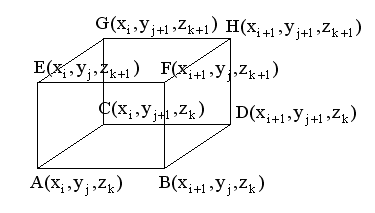 G(x_i,y_{j+1},z_{k+1}) H(x_{i+1},y_{j+1},z_{k+1})
E(x_i,y_j,z_{k+1}) F(x_{i+1},y_j,z_{k+1})
C(x_i,y_{j+1},z_k) D(x_{i+1},y_{j+1},z_k)
A(x_i,y_j,z_k) B(x_{i+1},y_j,z_k)